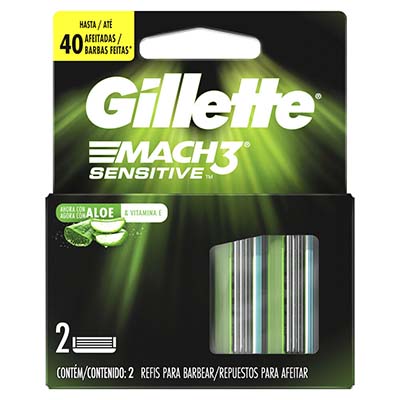 HASTA / ATÉ
40 AFEITADAS /
BARBAS FEITAS*
Gillette
MACH3®
SENSITIVE™
AHORA CON
AGORA COM ALOE & VITAMINA E
2
CONTÉM/CONTENIDO: 2 REFIS PARA BARBEAR/REPUESTOS PARA AFEITAR